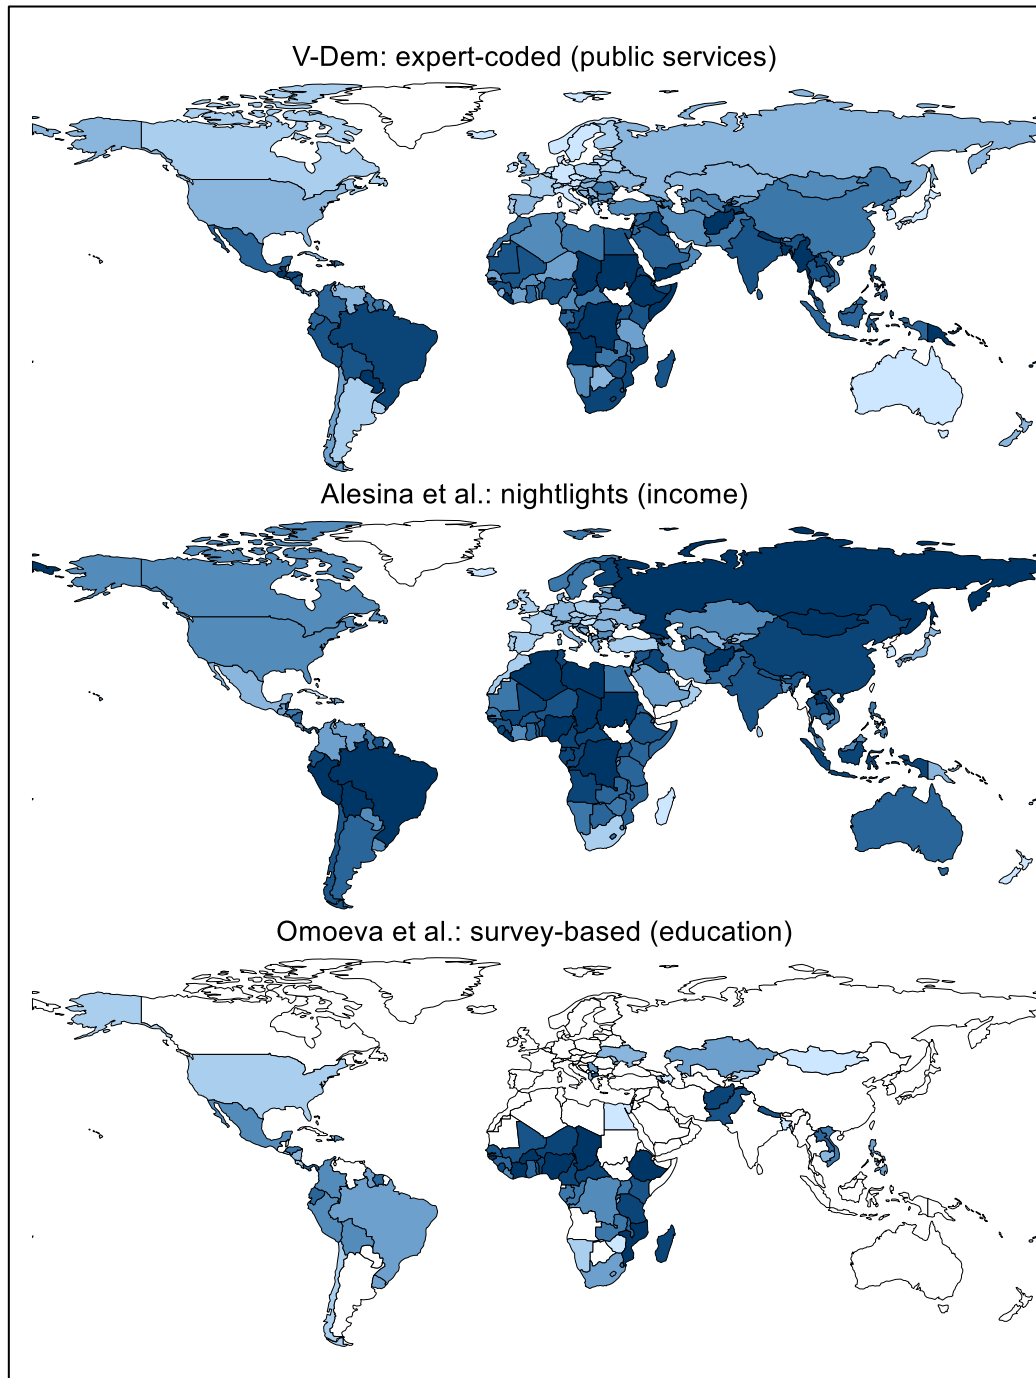 V-Dem: expert-coded (public services)
Alesina et al.: nightlights (income)
Omoeva et al.: survey-based (education)